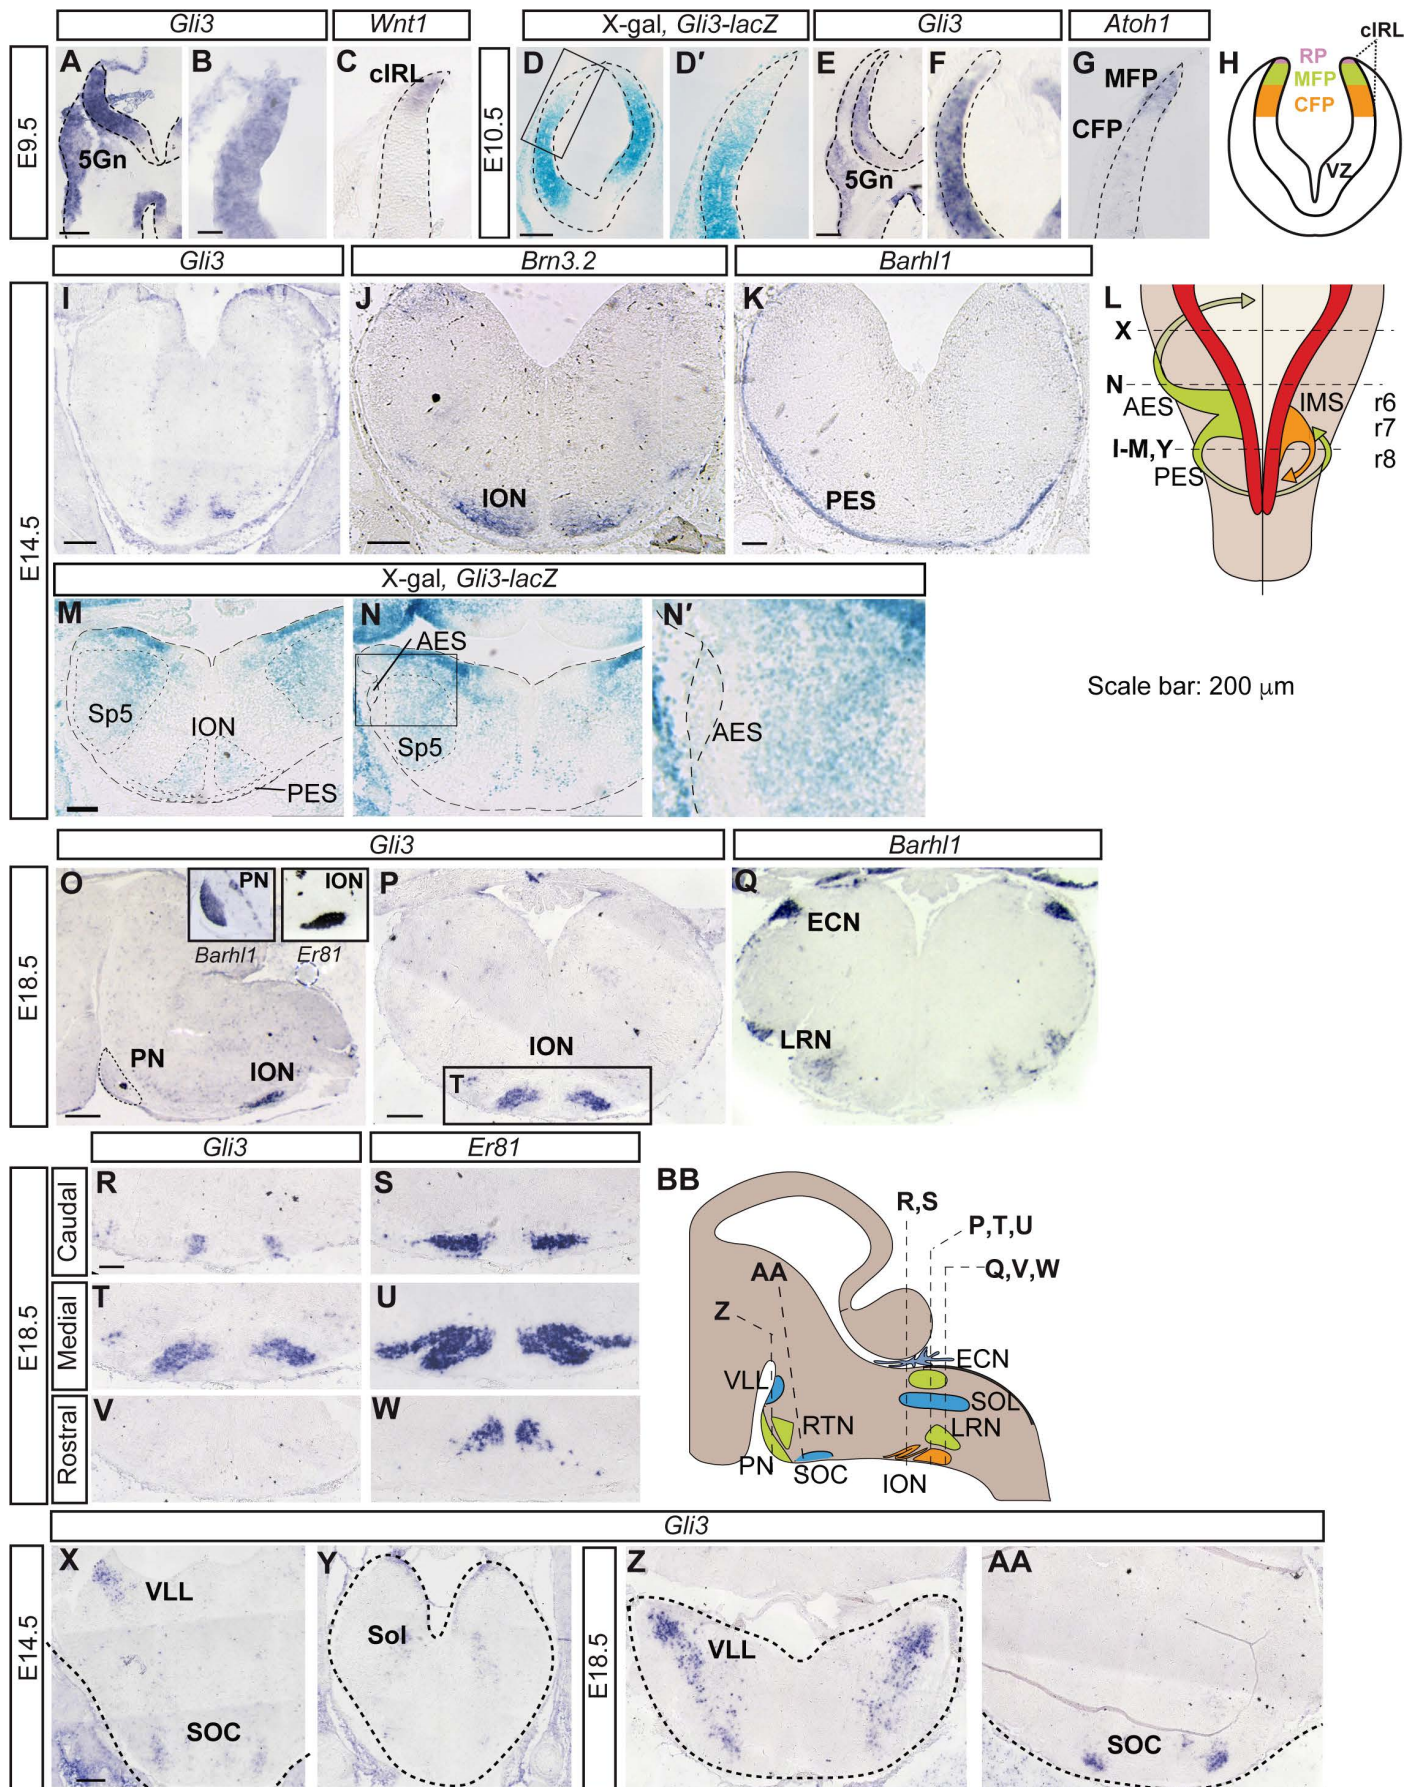 Gli3
Wnt1
X-gal, Gli3-lacZ
Gli3
Atoh1
E9.5
A
5Gn
B
C
cIRL
E10.5
D
D′
E
5Gn
F
G
MFP
CFP
H
cIRL
RP
MFP
CFP
VZ
Gli3
Brn3.2
Barhl1
E14.5
I
J
ION
K
PES
L
X
N
AES
IMS
r6
r7
I-M,Y
r8
PES
X-gal, Gli3-lacZ
M
Sp5
ION
PES
N
AES
Sp5
N′
AES
Scale bar: 200 μm
Gli3
Barhl1
E18.5
O
PN
ION
Barhl1
Er81
PN
ION
P
ION
T
Q
ECN
LRN
Gli3
Er81
E18.5
Caudal
R
S
Medial
T
U
Rostral
V
W
BB
R,S
P,T,U
Q,V,W
AA
Z
ECN
VLL
SOL
RTN
LRN
PN
SOC
ION
Gli3
E14.5
X
VLL
SOC
Y
Sol
E18.5
Z
VLL
AA
SOC